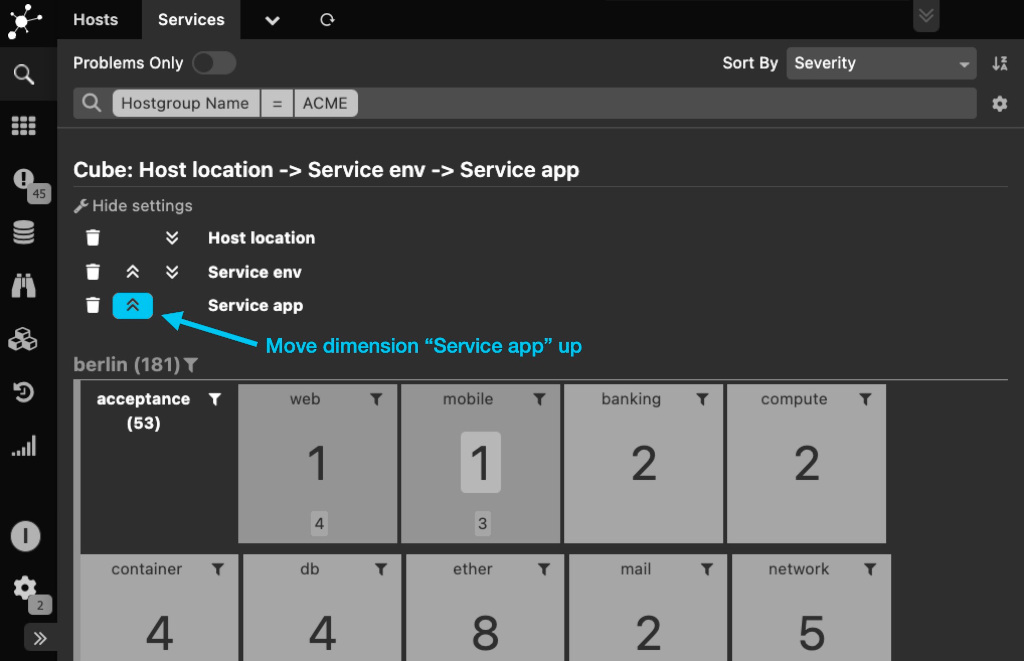 Hosts Services
Problems Only Sort By Severity
Hostgroup Name = ACME
45
Cube: Host location -> Service env -> Service app
Hide settings
Host location
Service env
Service app
Move dimension “Service app” up
berlin (181)
acceptance web mobile banking compute
(53)
1 1 2 2
4 3
container db ether mail network
4 4 8 2 5
I
2